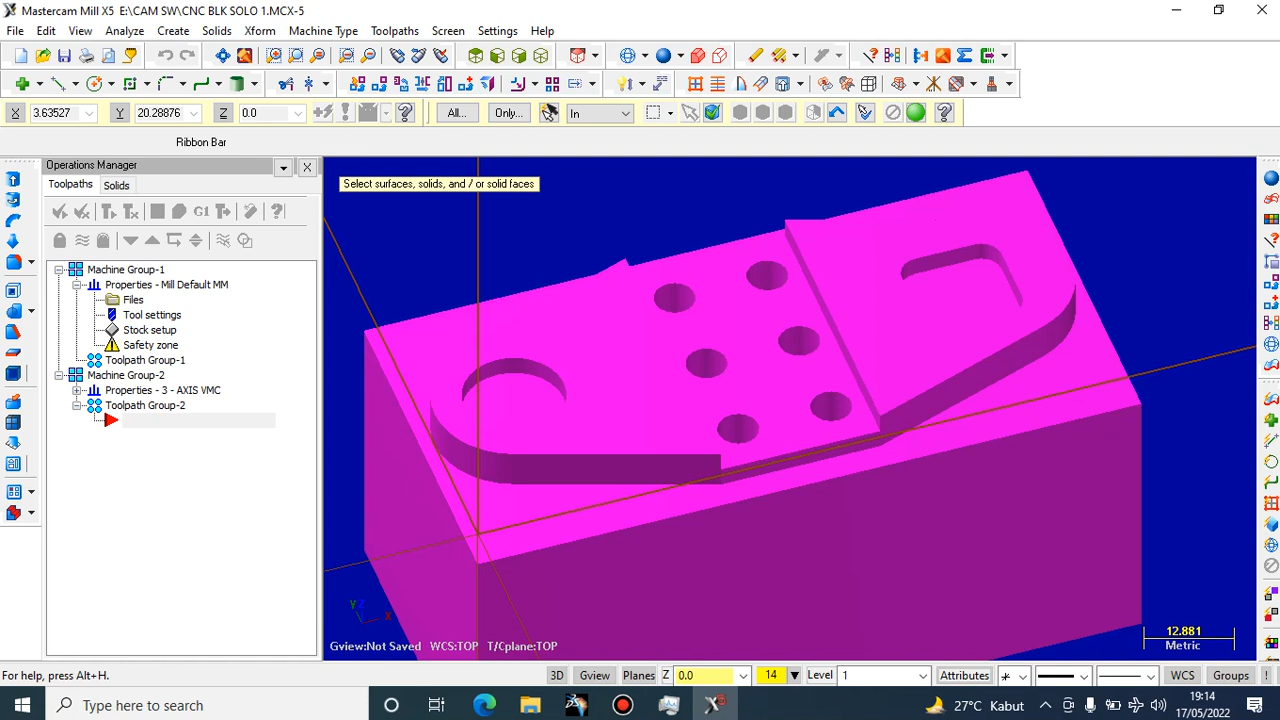 Mastercam Mill X5 E:\CAM SW\CNC BLK SOLO 1.MCX-5
File Edit View Analyze Create Solids Xform Machine Type Toolpaths Screen Settings Help
X 3.63527 Y 20.28876 Z 0.0 All... Only... In
Ribbon Bar
Operations Manager
Toolpaths Solids
Select surfaces, solids, and / or solid faces
G1
Machine Group-1
Properties - Mill Default MM
Files
Tool settings
Stock setup
Safety zone
Toolpath Group-1
Machine Group-2
Properties - 3 - AXIS VMC
Toolpath Group-2
Y Z X
12.881
Metric
Gview:Not Saved WCS:TOP T/Cplane:TOP
For help, press Alt+H. 3D Gview Planes Z 0.0 14 Level 1 Attributes WCS Groups !
Type here to search
27°C Kabut
19:14
17/05/2022